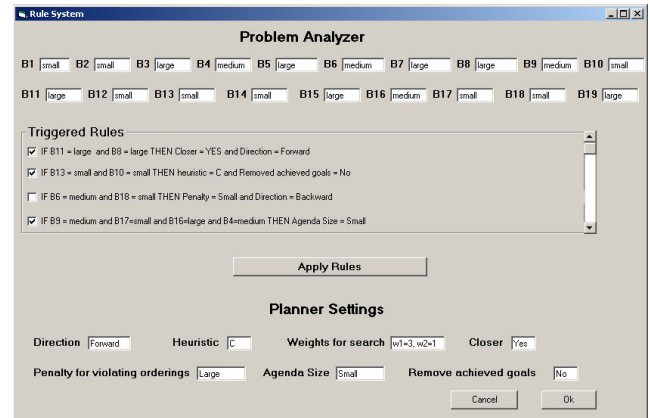 Rule System
Problem Analyzer
B1 small B2 small B3 large B4 medium B5 large B6 medium B7 large B8 large B9 medium B10 small
B11 large B12 small B13 small B14 small B15 large B16 medium B17 small B18 small B19 large
Triggered Rules
IF B11 = large and B8 = large THEN Closer = YES and Direction = Forward
IF B13 = small and B10 = small THEN heuristic = C and Removed achieved goals = No
IF B6 = medium and B18 = small THEN Penalty = Small and Direction = Backward
IF B9 = medium and B17=small and B16=large and B4=medium THEN Agenda Size = Small
Apply Rules
Planner Settings
Direction Forward Heuristic C Weights for search w1=3, w2=1 Closer Yes
Penalty for violating orderings Large Agenda Size Small Remove achieved goals No
Cancel Ok